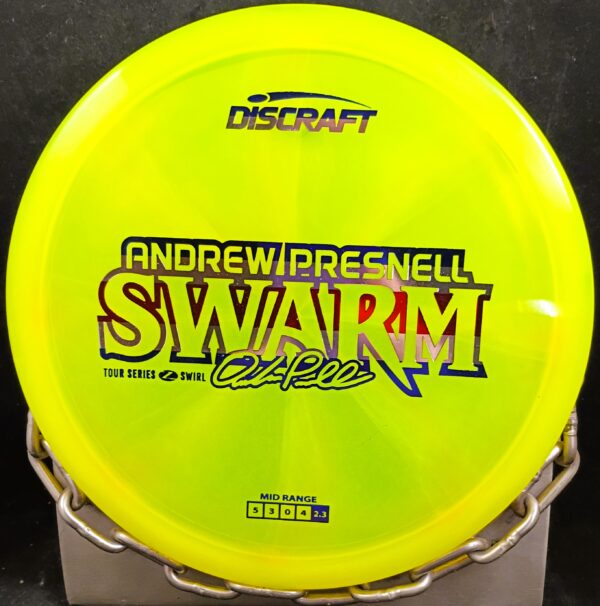 DISCRAFT
ANDREW PRESNELL
SWARM
TOUR SERIES Z SWIRL
MID RANGE
5 3 0 4 2.3